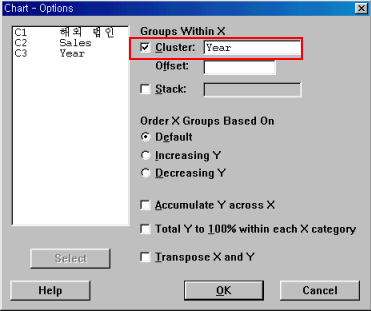 Chart - Options
C1 해외 법인
C2 Sales
C3 Year
Groups Within X
Cluster: Year
Offset:
Stack:
Order X Groups Based On
Default
Increasing Y
Decreasing Y
Accumulate Y across X
Total Y to 100% within each X category
Transpose X and Y
Select
Help
OK
Cancel